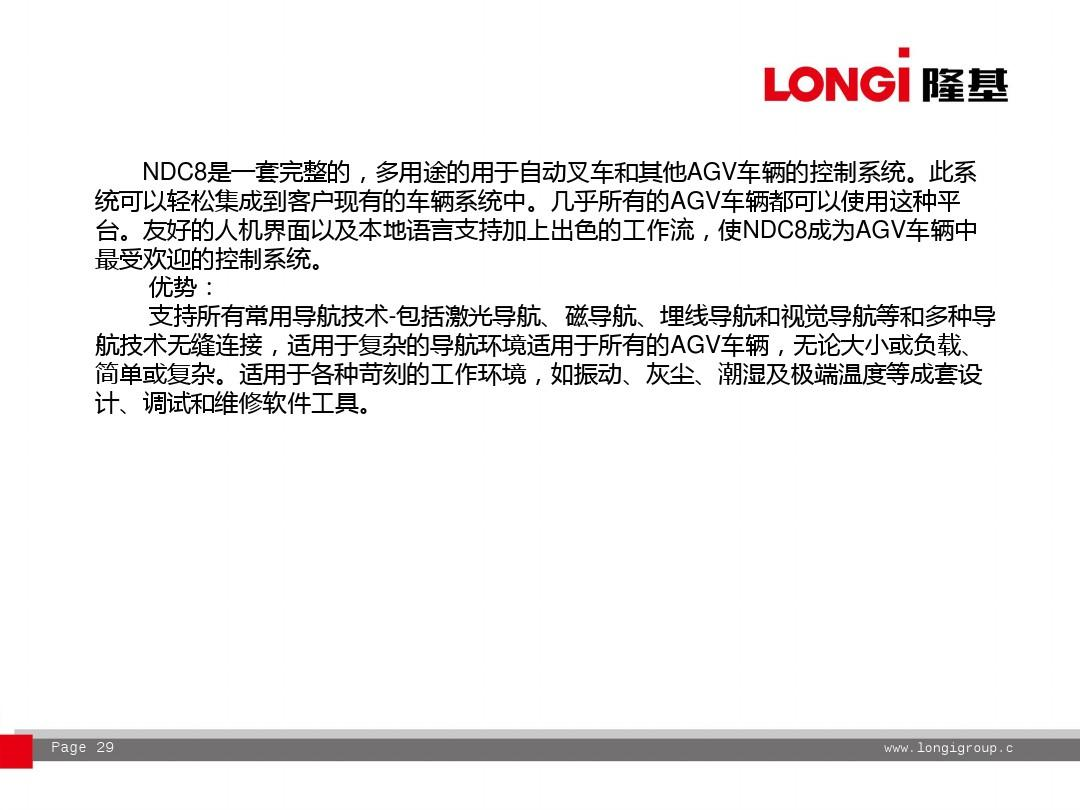 LONGi 隆基
NDC8是一套完整的，多用途的用于自动叉车和其他AGV车辆的控制系统。此系
统可以轻松集成到客户现有的车辆系统中。几乎所有的AGV车辆都可以使用这种平
台。友好的人机界面以及本地语言支持加上出色的工作流，使NDC8成为AGV车辆中
最受欢迎的控制系统。
优势：
支持所有常用导航技术-包括激光导航、磁导航、埋线导航和视觉导航等和多种导
航技术无缝连接，适用于复杂的导航环境适用于所有的AGV车辆，无论大小或负载、
简单或复杂。适用于各种苛刻的工作环境，如振动、灰尘、潮湿及极端温度等成套设
计、调试和维修软件工具。
Page 29
www.longigroup.c